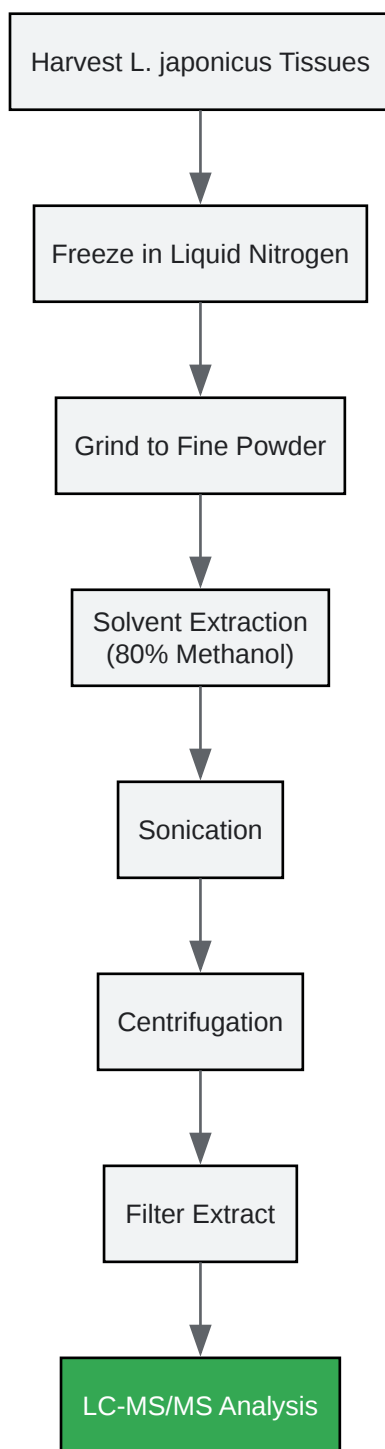 Harvest L. japonicus Tissues
Freeze in Liquid Nitrogen
Grind to Fine Powder
Solvent Extraction
(80% Methanol)
Sonication
Centrifugation
Filter Extract
LC-MS/MS Analysis